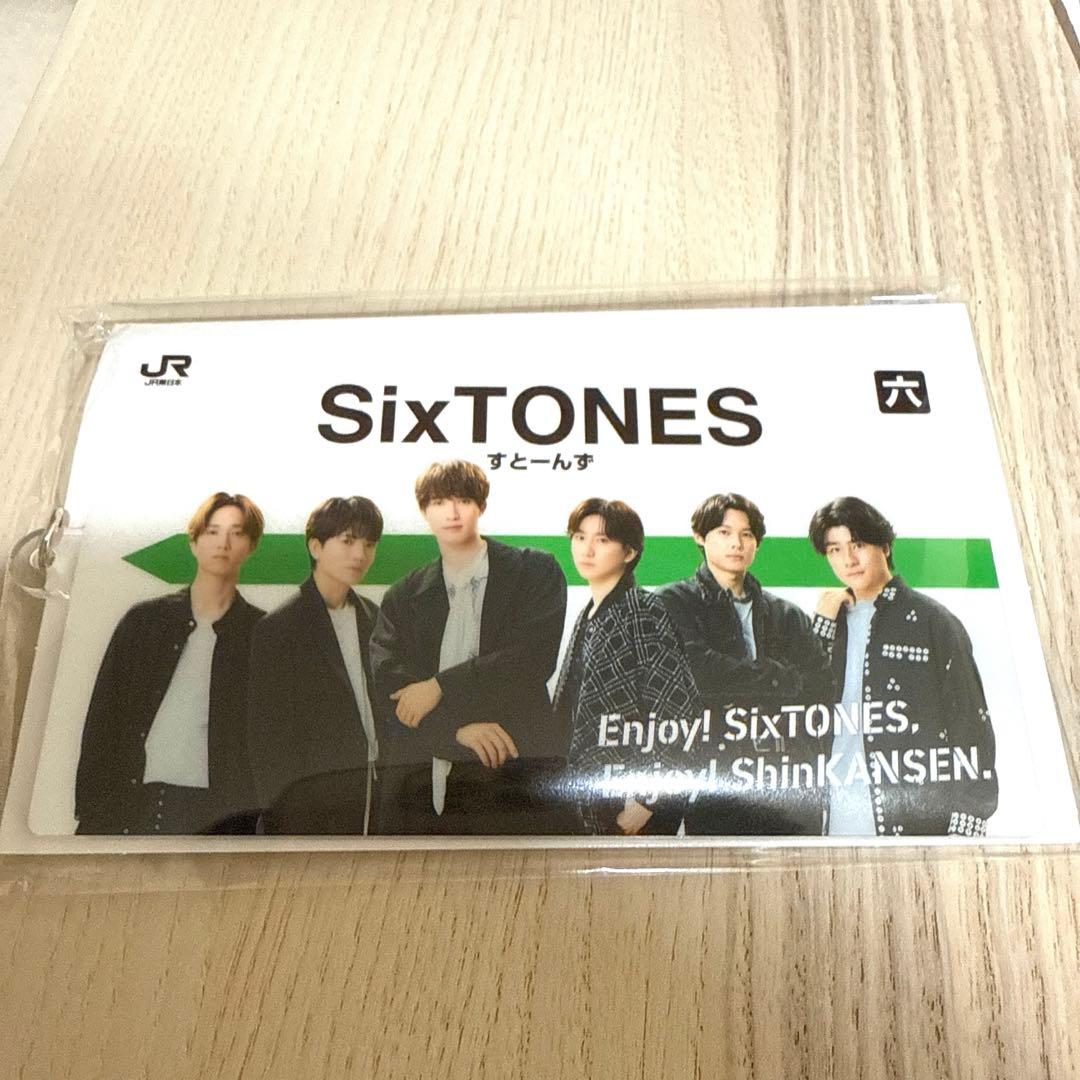 JR
JR東日本
SixTONES
六
すとーんず
Enjoy! SixTONES,
Enjoy! ShinKANSEN.